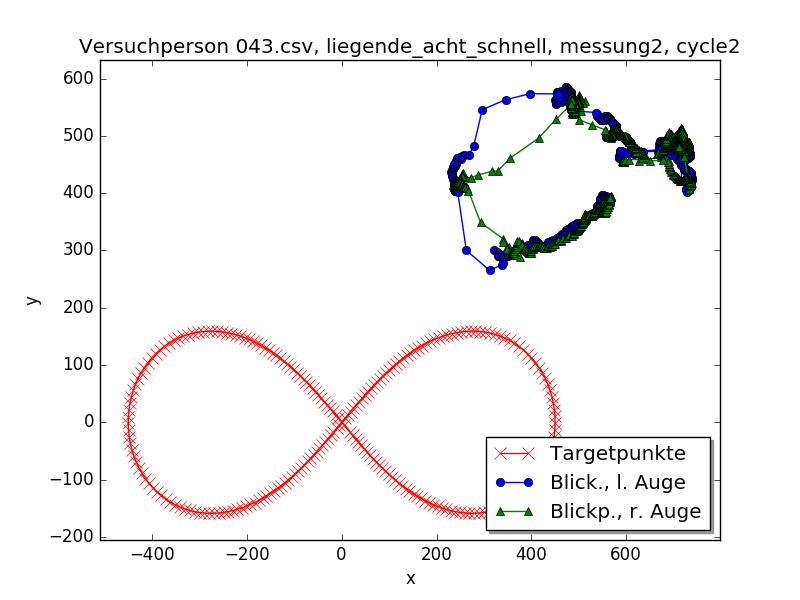 Versuchperson 043.csv, liegende_acht_schnell, messung2, cycle2
600
500
400
300
200
100
0
−100
−200
y
Targetpunkte
Blick., l. Auge
Blickp., r. Auge
−400 −200 0 200 400 600
x